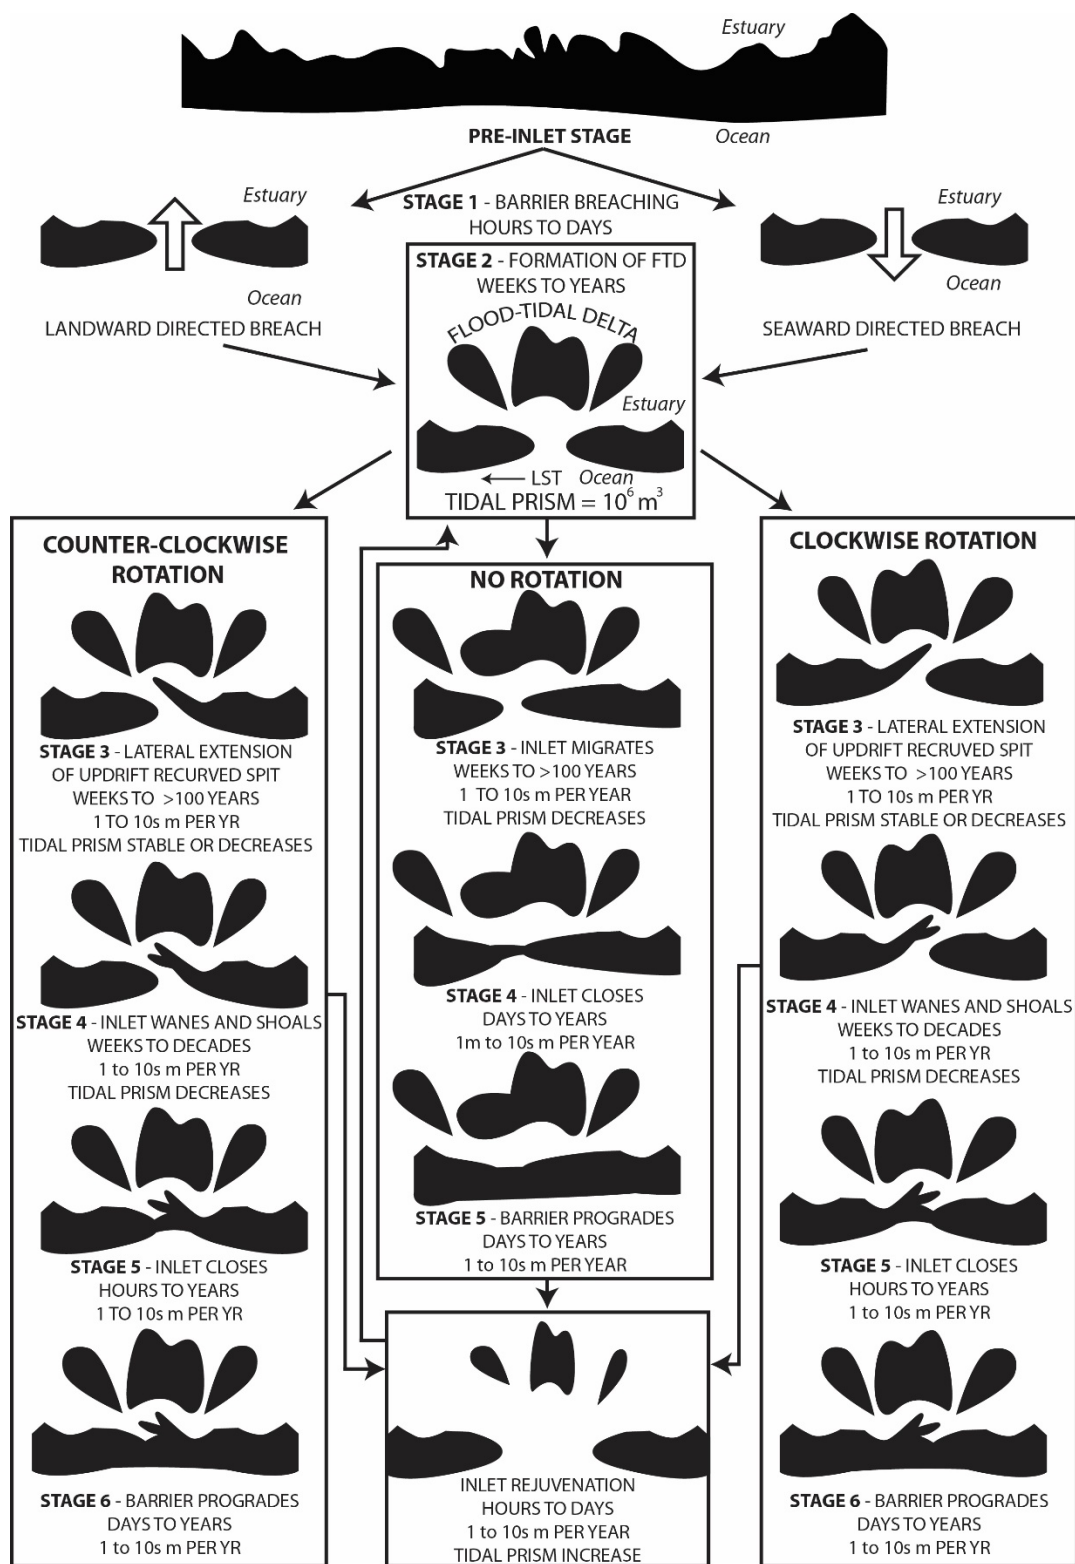 Estuary
PRE-INLET STAGE
Ocean
STAGE 1 - BARRIER BREACHING
HOURS TO DAYS
Estuary
Ocean
LANDWARD DIRECTED BREACH
Estuary
Ocean
SEAWARD DIRECTED BREACH
STAGE 2 - FORMATION OF FTD
WEEKS TO YEARS
FLOOD-TIDAL DELTA
Estuary
LST Ocean
TIDAL PRISM = 10⁶ m³
COUNTER-CLOCKWISE
ROTATION
STAGE 3 - LATERAL EXTENSION
OF UPDRIFT RECURVED SPIT
WEEKS TO >100 YEARS
1 TO 10s m PER YR
TIDAL PRISM STABLE OR DECREASES
STAGE 4 - INLET WANES AND SHOALS
WEEKS TO DECADES
1 to 10s m PER YR
TIDAL PRISM DECREASES
STAGE 5 - INLET CLOSES
HOURS TO YEARS
1 TO 10s m PER YR
STAGE 6 - BARRIER PROGRADES
DAYS TO YEARS
1 to 10s m PER YR
NO ROTATION
STAGE 3 - INLET MIGRATES
WEEKS TO >100 YEARS
1 TO 10s m PER YEAR
TIDAL PRISM DECREASES
STAGE 4 - INLET CLOSES
DAYS TO YEARS
1m to 10s m PER YEAR
STAGE 5 - BARRIER PROGRADES
DAYS TO YEARS
1 to 10s m PER YEAR
INLET REJUVENATION
HOURS TO DAYS
1 to 10s m PER YEAR
TIDAL PRISM INCREASE
CLOCKWISE ROTATION
STAGE 3 - LATERAL EXTENSION
OF UPDRIFT RECRUVED SPIT
WEEKS TO >100 YEARS
1 TO 10s m PER YR
TIDAL PRISM STABLE OR DECREASES
STAGE 4 - INLET WANES AND SHOALS
WEEKS TO DECADES
1 to 10s m PER YR
TIDAL PRISM DECREASES
STAGE 5 - INLET CLOSES
HOURS TO YEARS
1 to 10s m PER YR
STAGE 6 - BARRIER PROGRADES
DAYS TO YEARS
1 to 10s m PER YR